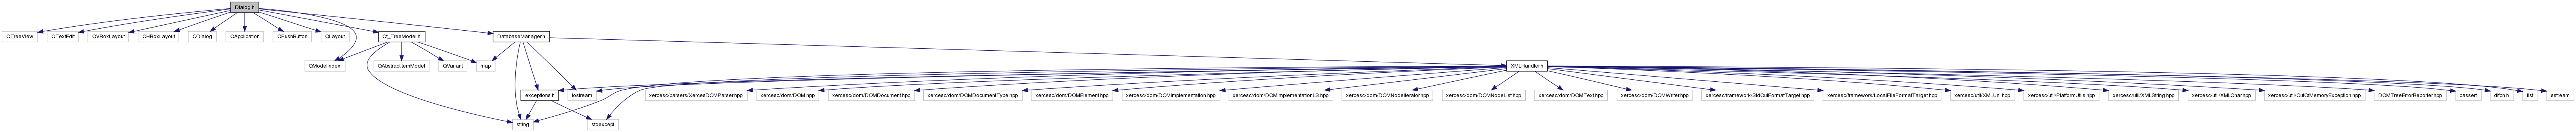 Dialog.h
QTreeView
QTextEdit
QVBoxLayout
QHBoxLayout
QDialog
QApplication
QPushButton
QLayout
Qt_TreeModel.h
DatabaseManager.h
QModelIndex
QAbstractItemModel
QVariant
map
XMLHandler.h
exceptions.h
iostream
xercesc/parsers/XercesDOMParser.hpp
xercesc/dom/DOM.hpp
xercesc/dom/DOMDocument.hpp
xercesc/dom/DOMDocumentType.hpp
xercesc/dom/DOMElement.hpp
xercesc/dom/DOMImplementation.hpp
xercesc/dom/DOMImplementationLS.hpp
xercesc/dom/DOMNodeIterator.hpp
xercesc/dom/DOMNodeList.hpp
xercesc/dom/DOMText.hpp
xercesc/dom/DOMWriter.hpp
xercesc/framework/StdOutFormatTarget.hpp
xercesc/framework/LocalFileFormatTarget.hpp
xercesc/util/XMLUni.hpp
xercesc/util/PlatformUtils.hpp
xercesc/util/XMLString.hpp
xercesc/util/XMLChar.hpp
xercesc/util/OutOfMemoryException.hpp
DOMTreeErrorReporter.hpp
cassert
dlfcn.h
list
sstream
string
stdexcept